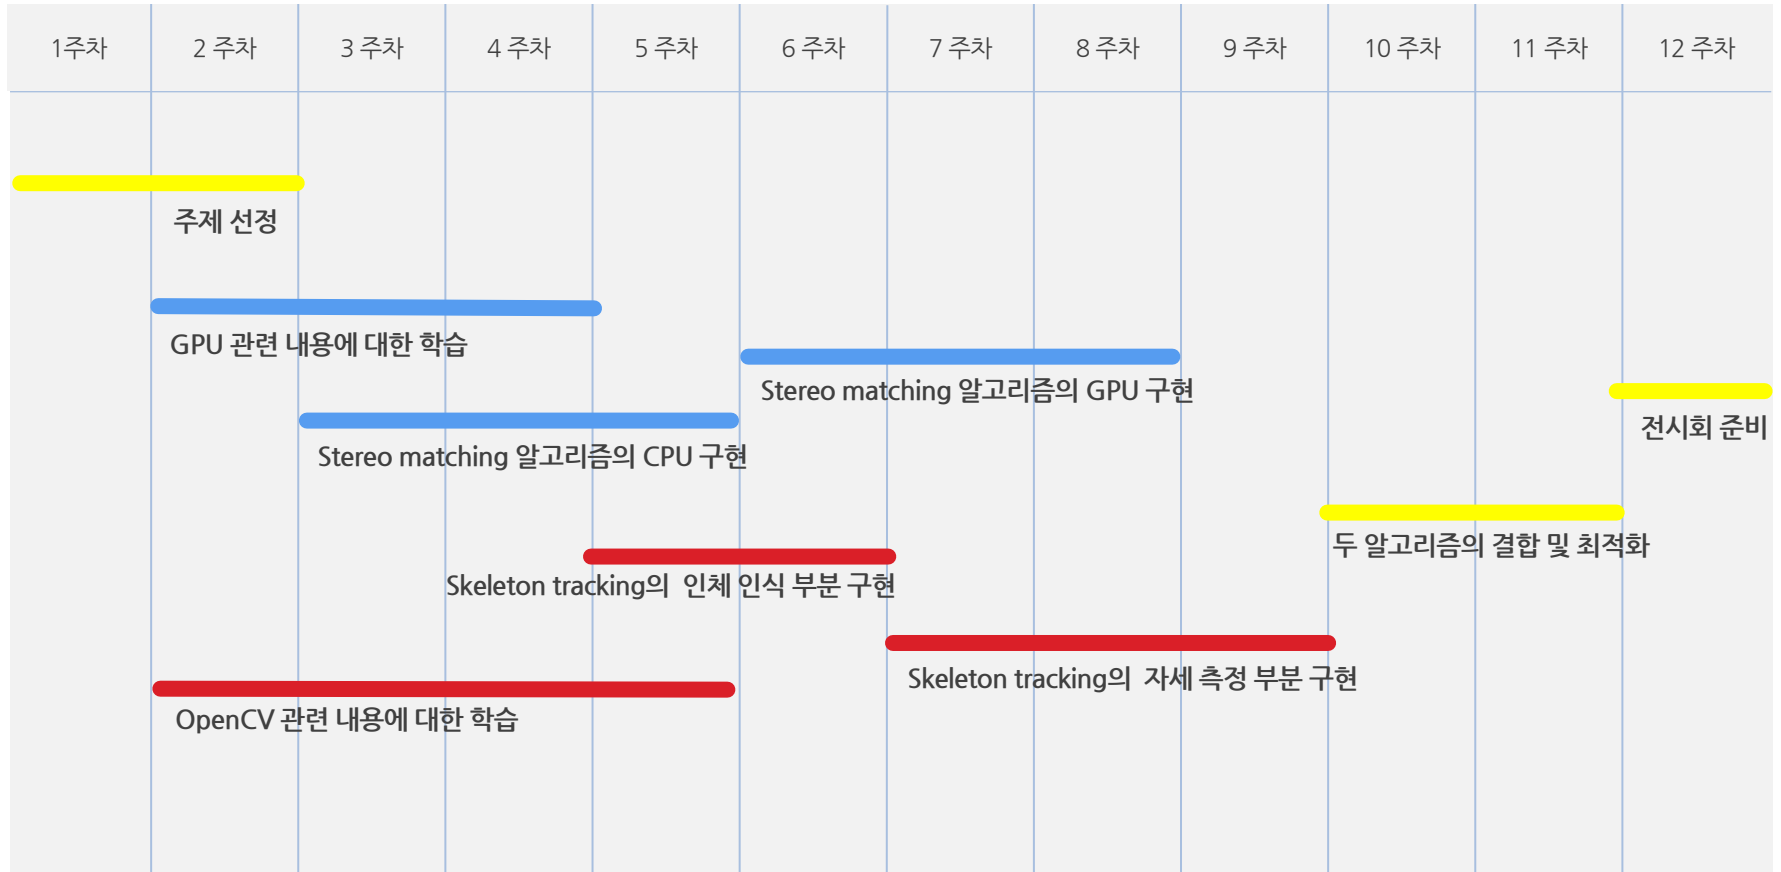 1주차 2 주차 3 주차 4 주차 5 주차 6 주차 7 주차 8 주차 9 주차 10 주차 11 주차 12 주차
주제 선정
GPU 관련 내용에 대한 학습
Stereo matching 알고리즘의 GPU 구현
전시회 준비
Stereo matching 알고리즘의 CPU 구현
두 알고리즘의 결합 및 최적화
Skeleton tracking의 인체 인식 부분 구현
Skeleton tracking의 자세 측정 부분 구현
OpenCV 관련 내용에 대한 학습